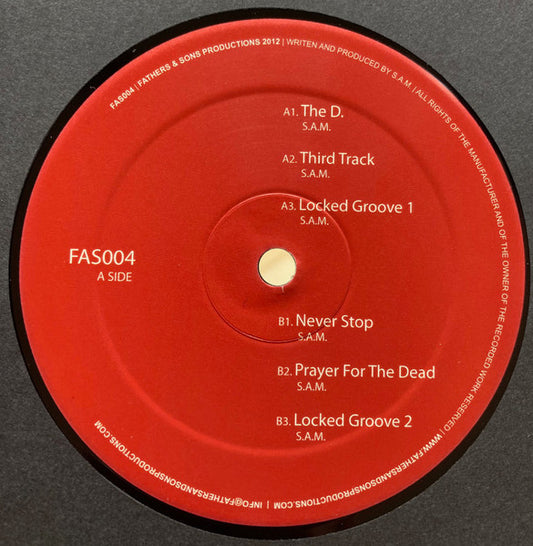 FAS004 | FATHERS & SONS PRODUCTIONS 2012 | WRITEN AND PRODUCED BY S.A.M. | ALL RIGHTS OF THE MANUFACTURER AND OF THE OWNER OF THE RECORDED WORK RESERVED | WWW.FATHERSANDSONSPRODUCTIONS.COM | INFO@FATHERSANDSONSPRODUCTIONS.COM
A1. The D.
S.A.M.
A2. Third Track
S.A.M.
A3. Locked Groove 1
S.A.M.
FAS004
A SIDE
B1. Never Stop
S.A.M.
B2. Prayer For The Dead
S.A.M.
B3. Locked Groove 2
S.A.M.